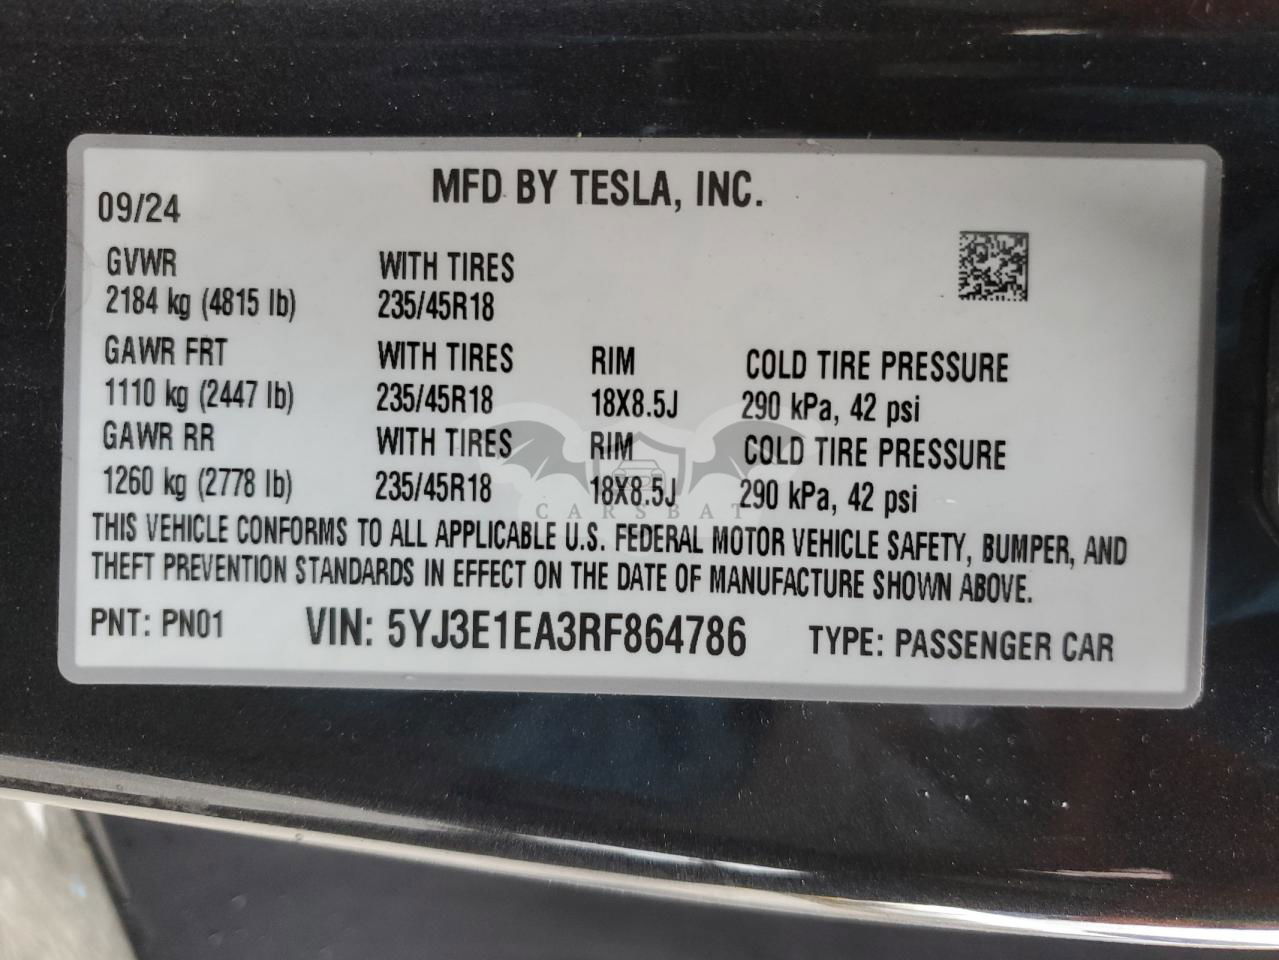 MFD BY TESLA, INC.
09/24
GVWR WITH TIRES
2184 kg (4815 lb) 235/45R18
GAWR FRT WITH TIRES RIM COLD TIRE PRESSURE
1110 kg (2447 lb) 235/45R18 18X8.5J 290 kPa, 42 psi
GAWR RR WITH TIRES RIM COLD TIRE PRESSURE
1260 kg (2778 lb) 235/45R18 18X8.5J 290 kPa, 42 psi
CARSBAT
THIS VEHICLE CONFORMS TO ALL APPLICABLE U.S. FEDERAL MOTOR VEHICLE SAFETY, BUMPER, AND
THEFT PREVENTION STANDARDS IN EFFECT ON THE DATE OF MANUFACTURE SHOWN ABOVE.
PNT: PN01 VIN: 5YJ3E1EA3RF864786 TYPE: PASSENGER CAR